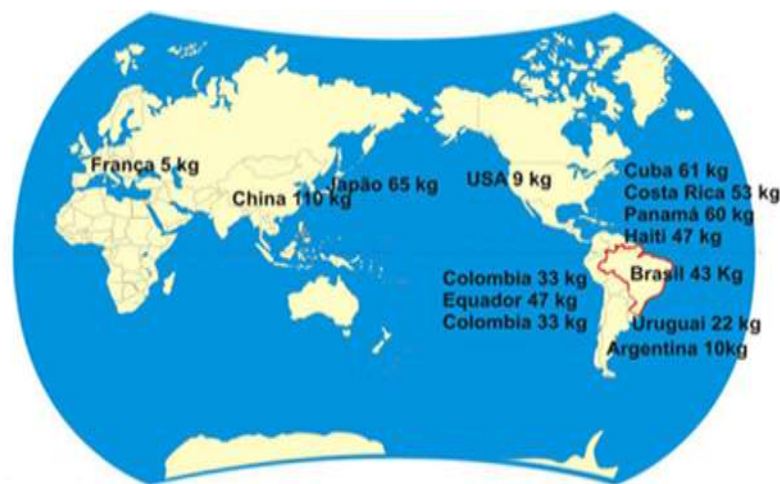 França 5 kg
China 110 kg
Japão 65 kg
USA 9 kg
Cuba 61 kg
Costa Rica 53 kg
Panamá 60 kg
Haiti 47 kg
Brasil 43 Kg
Colombia 33 kg
Equador 47 kg
Colombia 33 kg
Uruguai 22 kg
Argentina 10kg